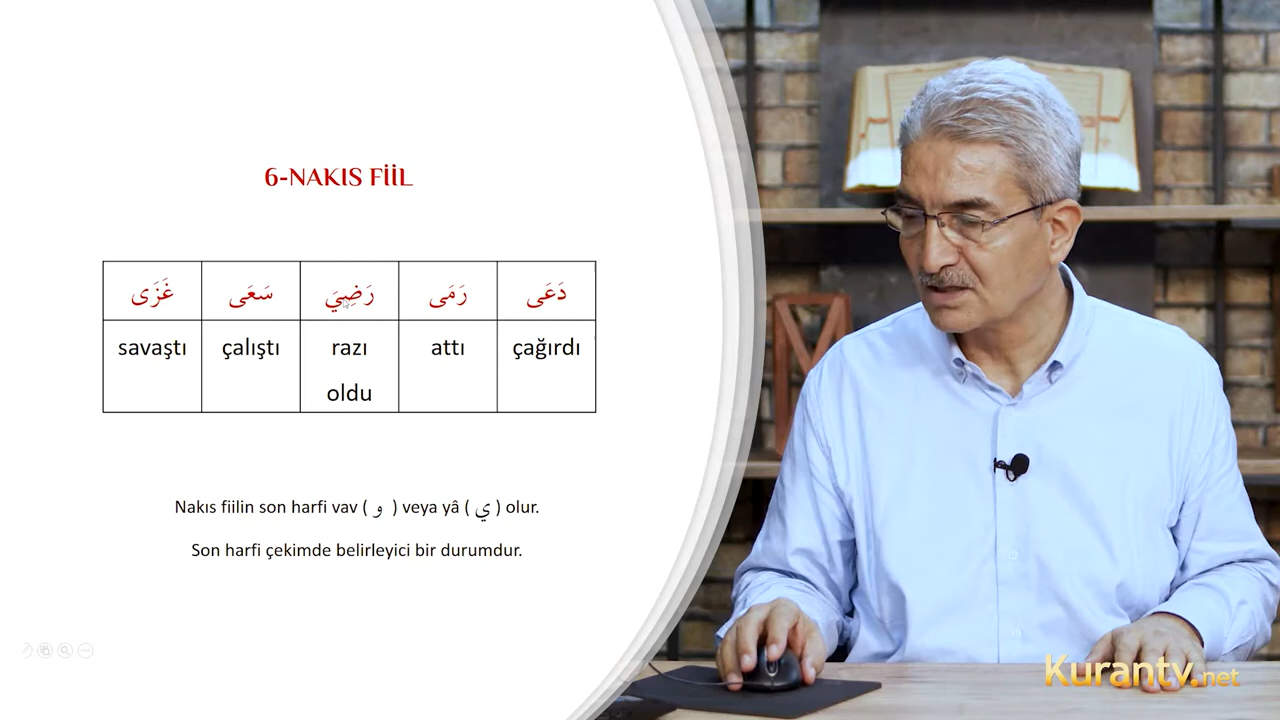 6-NAKIS FİİL
دَعَى رَمَى رَضِيَ سَعَى غَزَى
savaştı çalıştı razı attı çağırdı
oldu
Nakıs fiilin son harfi vav ( و ) veya yâ ( ي ) olur.
Son harfi çekimde belirleyici bir durumdur.
Kurantv.net